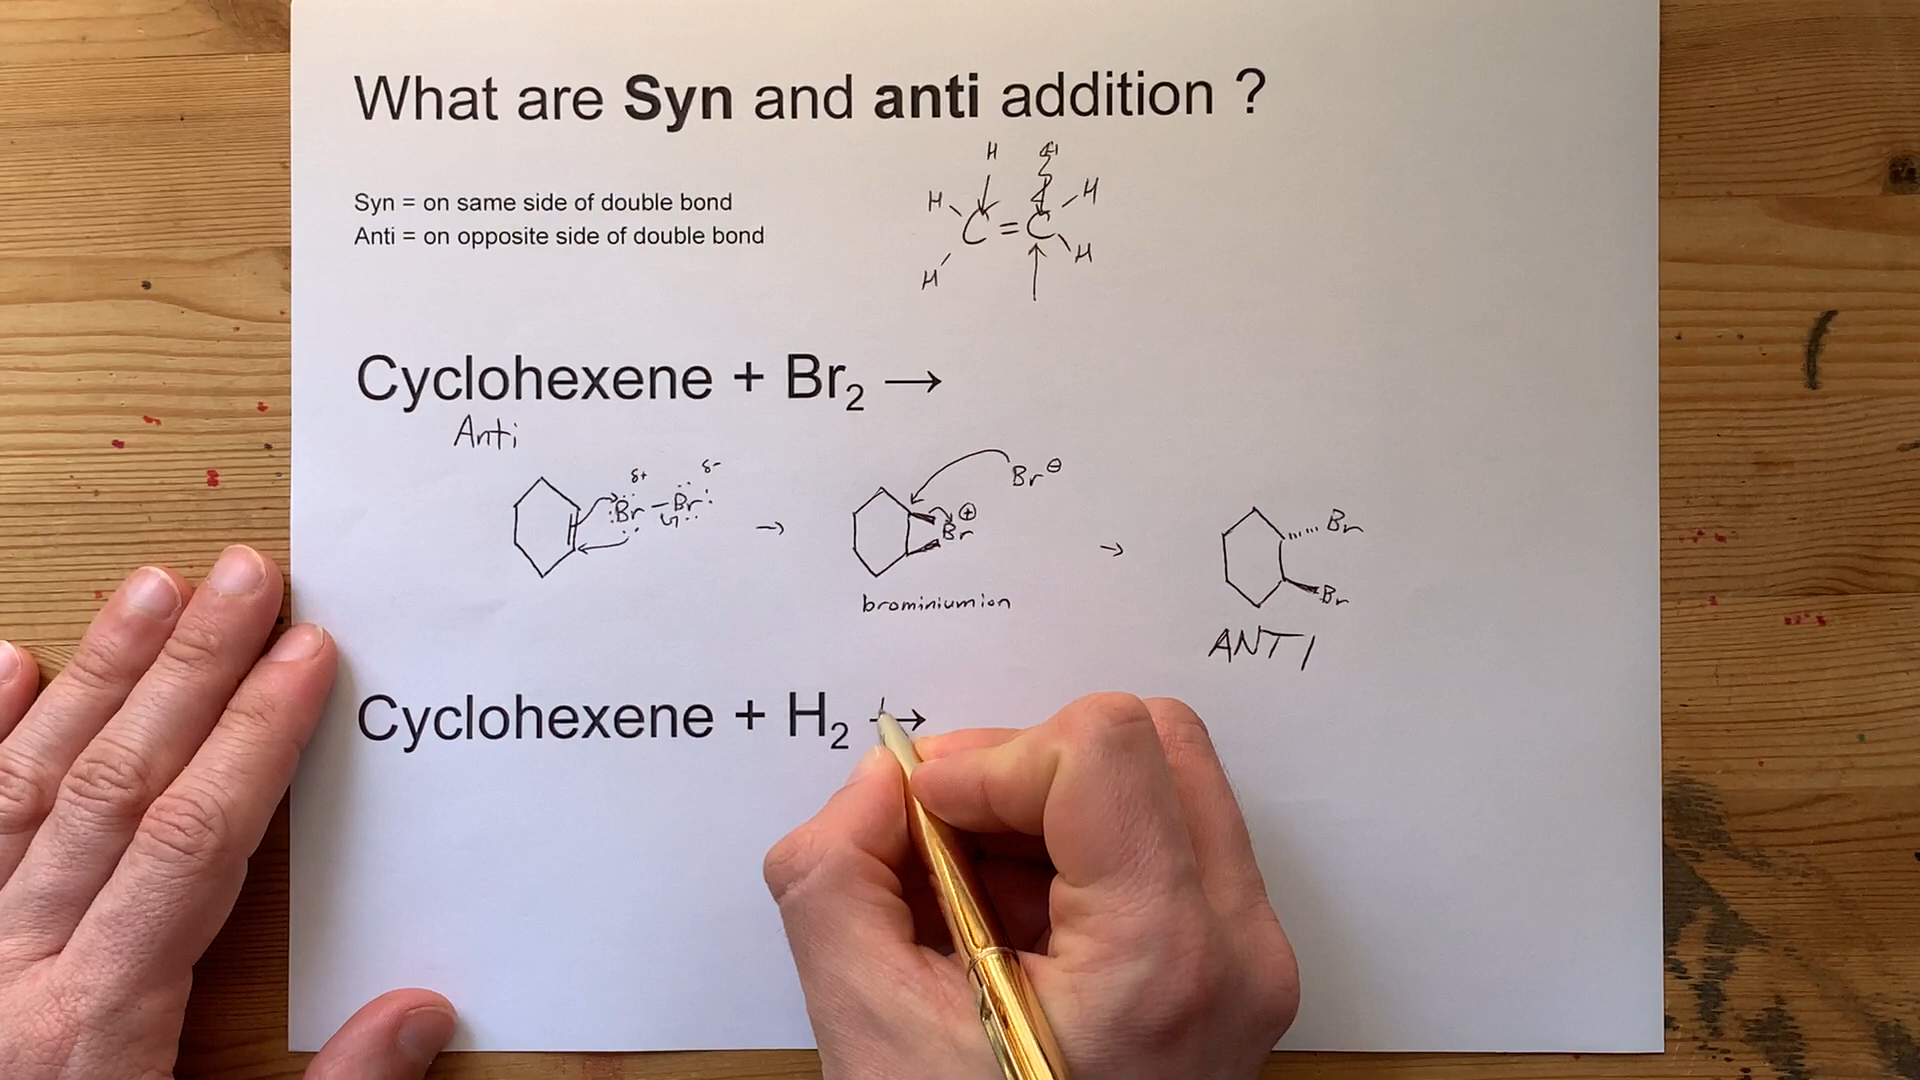 What are Syn and anti addition ?
H
H H
C = C
H H
Syn = on same side of double bond
Anti = on opposite side of double bond
Cyclohexene + Br₂ →
Anti
δ+ δ-
Br - Br
→
Br⊖
⊕
Br
brominium ion
→
Br
Br
ANTI
Cyclohexene + H₂ →